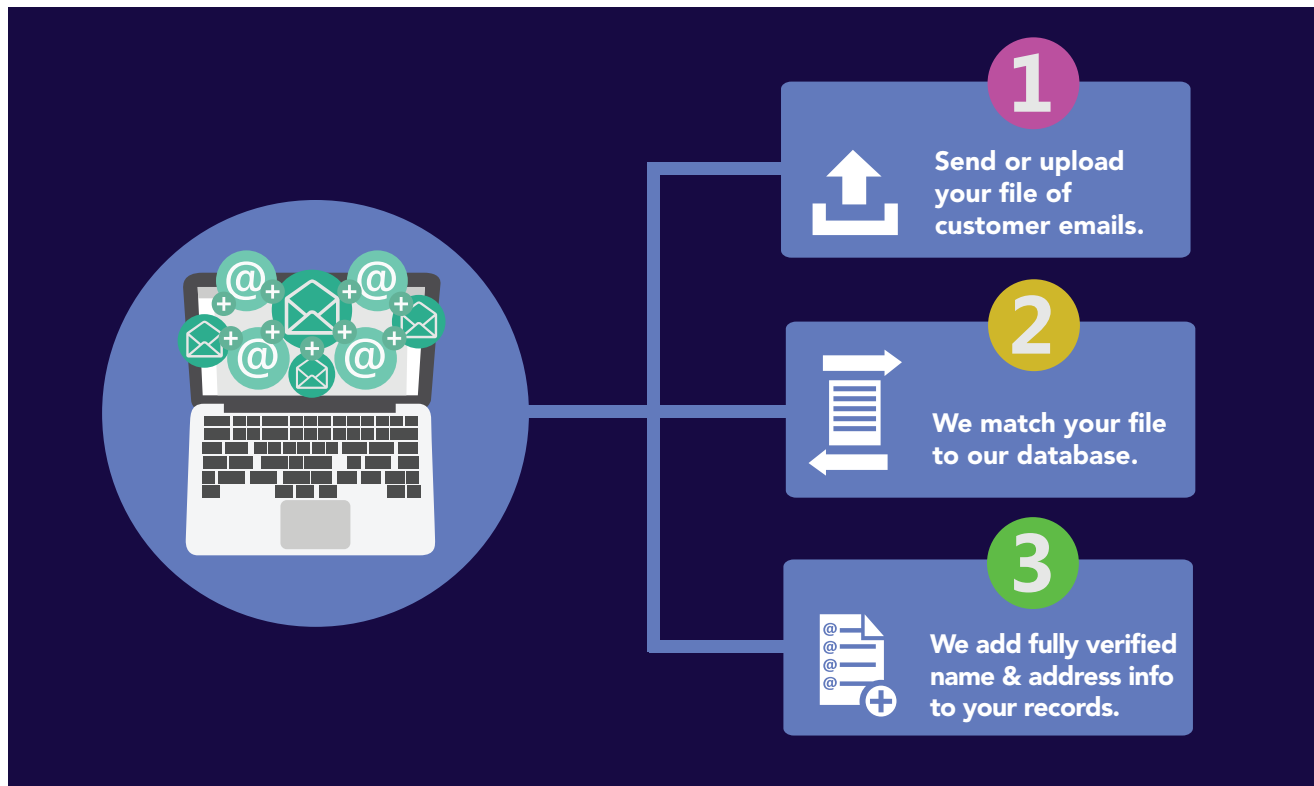 1
Send or upload
your file of
customer emails.
2
We match your file
to our database.
3
We add fully verified
name & address info
to your records.
@
@
@
@
@
@
@
@